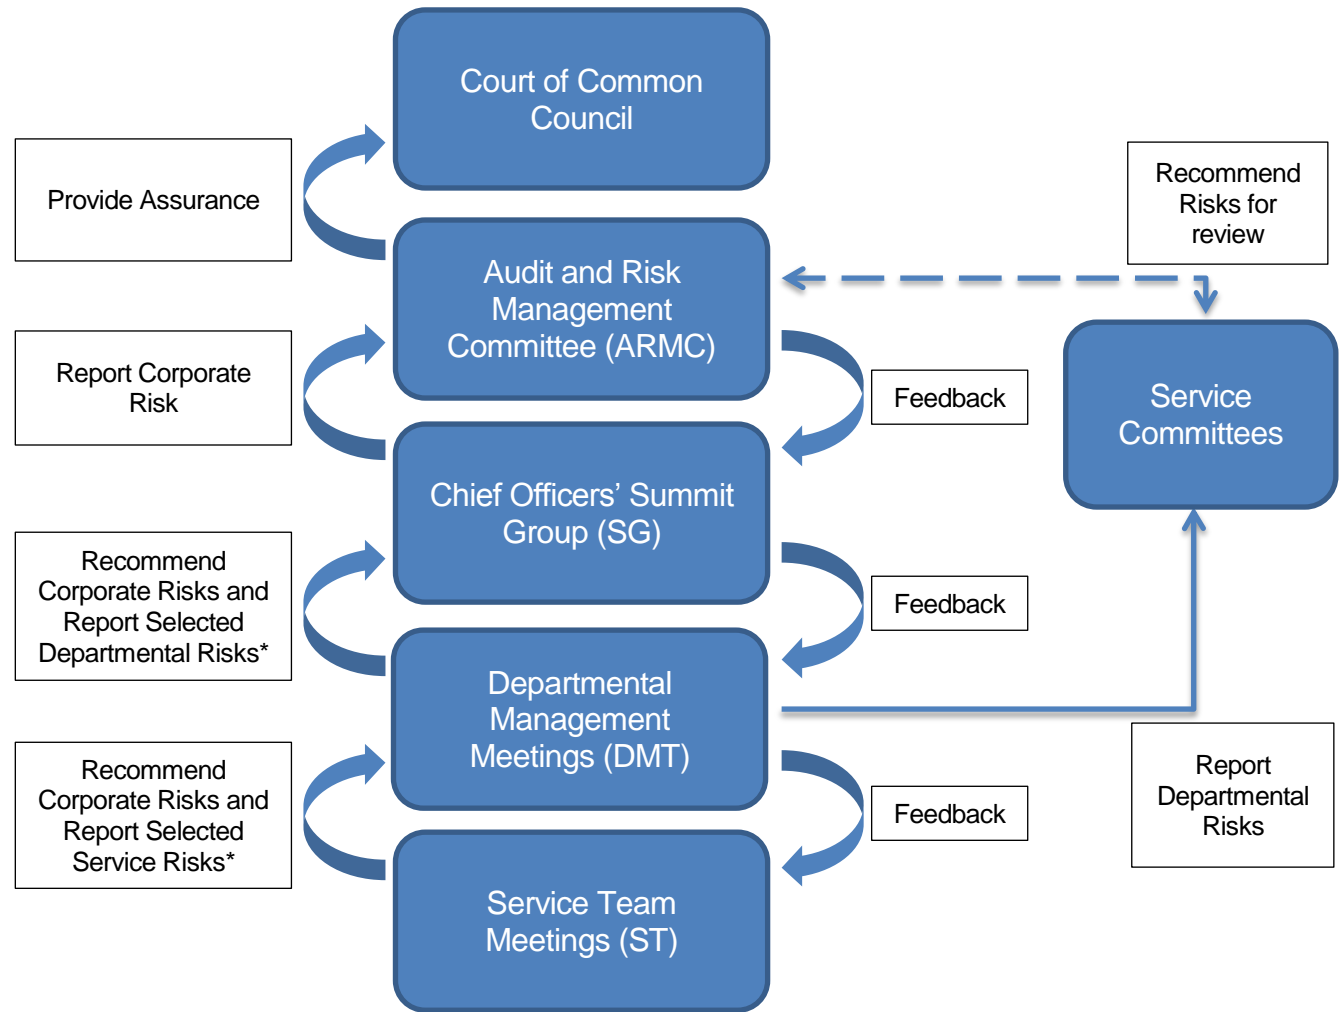 Court of Common
Council
Provide Assurance
Recommend
Risks for
review
Audit and Risk
Management
Committee (ARMC)
Report Corporate
Risk
Feedback
Service
Committees
Chief Officers’ Summit
Group (SG)
Recommend
Corporate Risks and
Report Selected
Departmental Risks*
Feedback
Departmental
Management
Meetings (DMT)
Recommend
Corporate Risks and
Report Selected
Service Risks*
Feedback
Report
Departmental
Risks
Service Team
Meetings (ST)